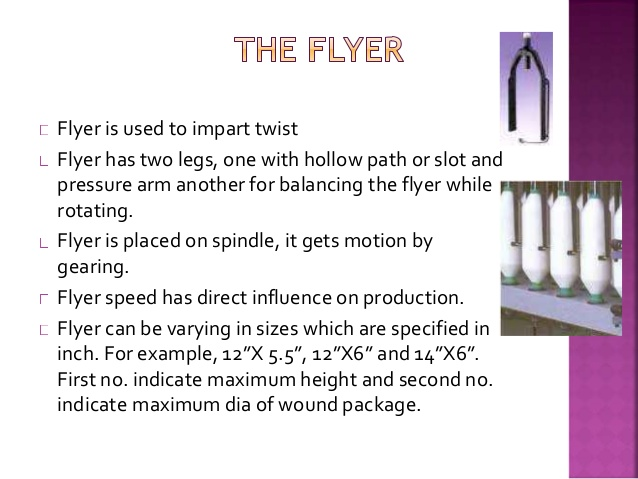 THE FLYER
Flyer is used to impart twist
Flyer has two legs, one with hollow path or slot and
pressure arm another for balancing the flyer while
rotating.
Flyer is placed on spindle, it gets motion by
gearing.
Flyer speed has direct influence on production.
Flyer can be varying in sizes which are specified in
inch. For example, 12”X 5.5”, 12”X6” and 14”X6”.
First no. indicate maximum height and second no.
indicate maximum dia of wound package.